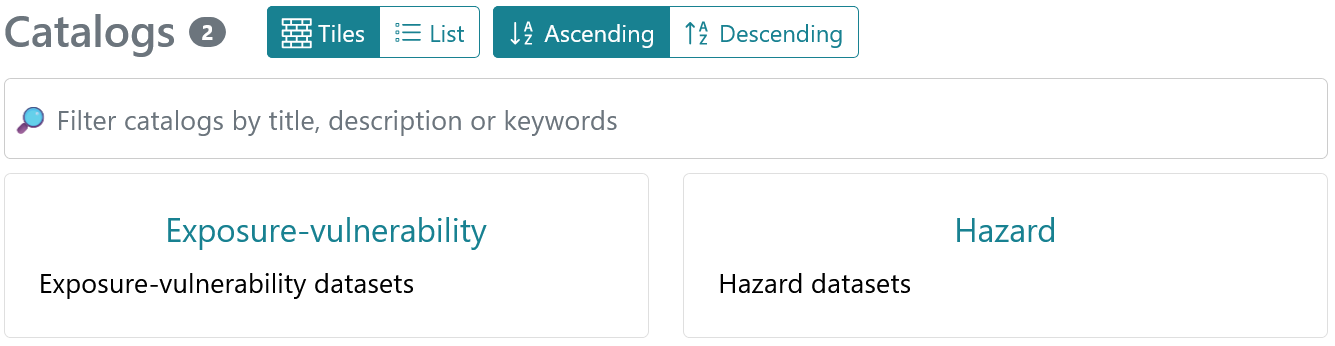 Catalogs 2 Tiles List Ascending Descending
Filter catalogs by title, description or keywords
Exposure-vulnerability
Exposure-vulnerability datasets
Hazard
Hazard datasets